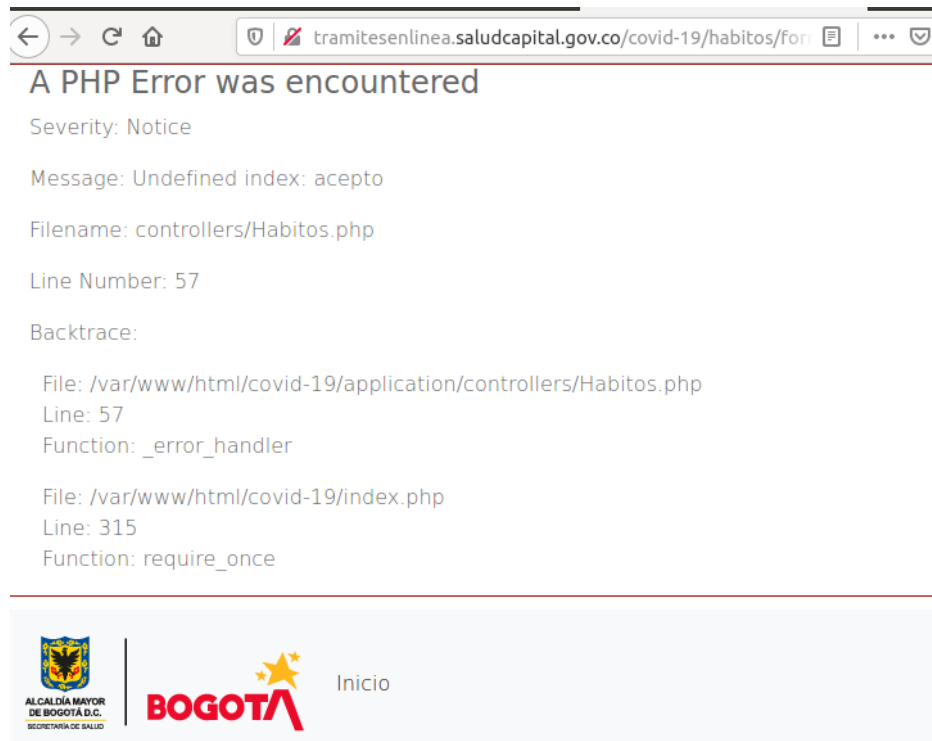 tramitesenlinea.saludcapital.gov.co/covid-19/habitos/for
A PHP Error was encountered
Severity: Notice
Message: Undefined index: acepto
Filename: controllers/Habitos.php
Line Number: 57
Backtrace:
File: /var/www/html/covid-19/application/controllers/Habitos.php
Line: 57
Function: _error_handler
File: /var/www/html/covid-19/index.php
Line: 315
Function: require_once
ALCALDÍA MAYOR
DE BOGOTÁ D.C.
SECRETARÍA DE SALUD
BOGOTÁ
Inicio